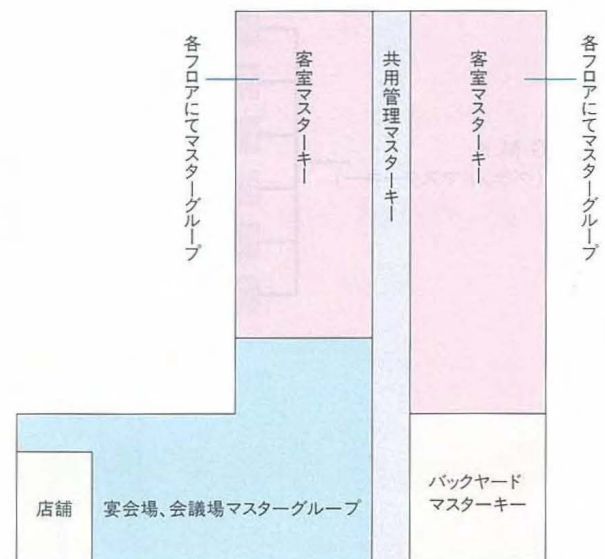 各フロアにてマスターグループ
客室マスターキー
共用管理マスターキー
客室マスターキー
各フロアにてマスターグループ
店舗
宴会場、会議場マスターグループ
バックヤード
マスターキー